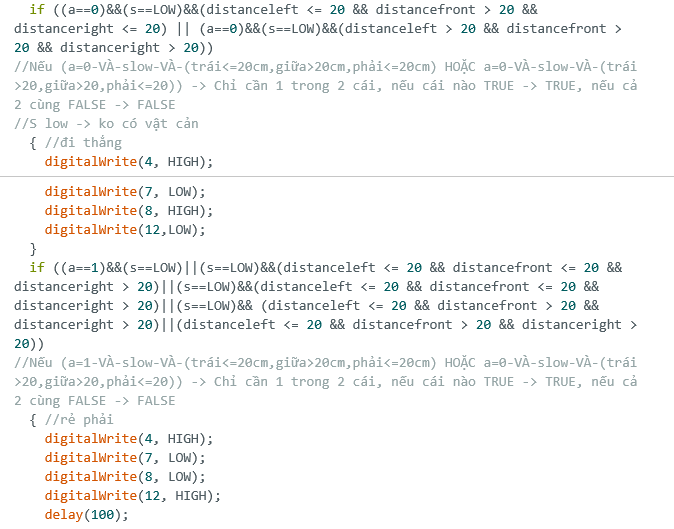 if ((a==0)&&(s==LOW)&&(distanceleft <= 20 && distancefront > 20 &&
distanceright <= 20) || (a==0)&&(s==LOW)&&(distanceleft > 20 && distancefront >
20 && distanceright > 20))
//Nếu (a=0-VÀ-slow-VÀ-(trái<=20cm,giữa>20cm,phải<=20cm) HOẶC a=0-VÀ-slow-VÀ-(trái
>20cm,giữa>20,phải<=20)) -> Chỉ cần 1 trong 2 cái, nếu cái nào TRUE -> TRUE, nếu cả
2 cùng FALSE -> FALSE
//S low -> ko có vật cản
{ //đi thẳng
digitalWrite(4, HIGH);
digitalWrite(7, LOW);
digitalWrite(8, HIGH);
digitalWrite(12,LOW);
}
if ((a==1)&&(s==LOW)||(s==LOW)&&(distanceleft <= 20 && distancefront <= 20 &&
distanceright > 20)||(s==LOW)&&(distanceleft <= 20 && distancefront <= 20 &&
distanceright > 20)||(s==LOW)&& (distanceleft <= 20 && distancefront > 20 &&
distanceright > 20)||(distanceleft <= 20 && distancefront > 20 && distanceright >
20))
//Nếu (a=1-VÀ-slow-VÀ-(trái<=20cm,giữa>20cm,phải<=20cm) HOẶC a=0-VÀ-slow-VÀ-(trái
>20,giữa>20,phải<=20)) -> Chỉ cần 1 trong 2 cái, nếu cái nào TRUE -> TRUE, nếu cả
2 cùng FALSE -> FALSE
{ //rẻ phải
digitalWrite(4, HIGH);
digitalWrite(7, LOW);
digitalWrite(8, LOW);
digitalWrite(12, HIGH);
delay(100);